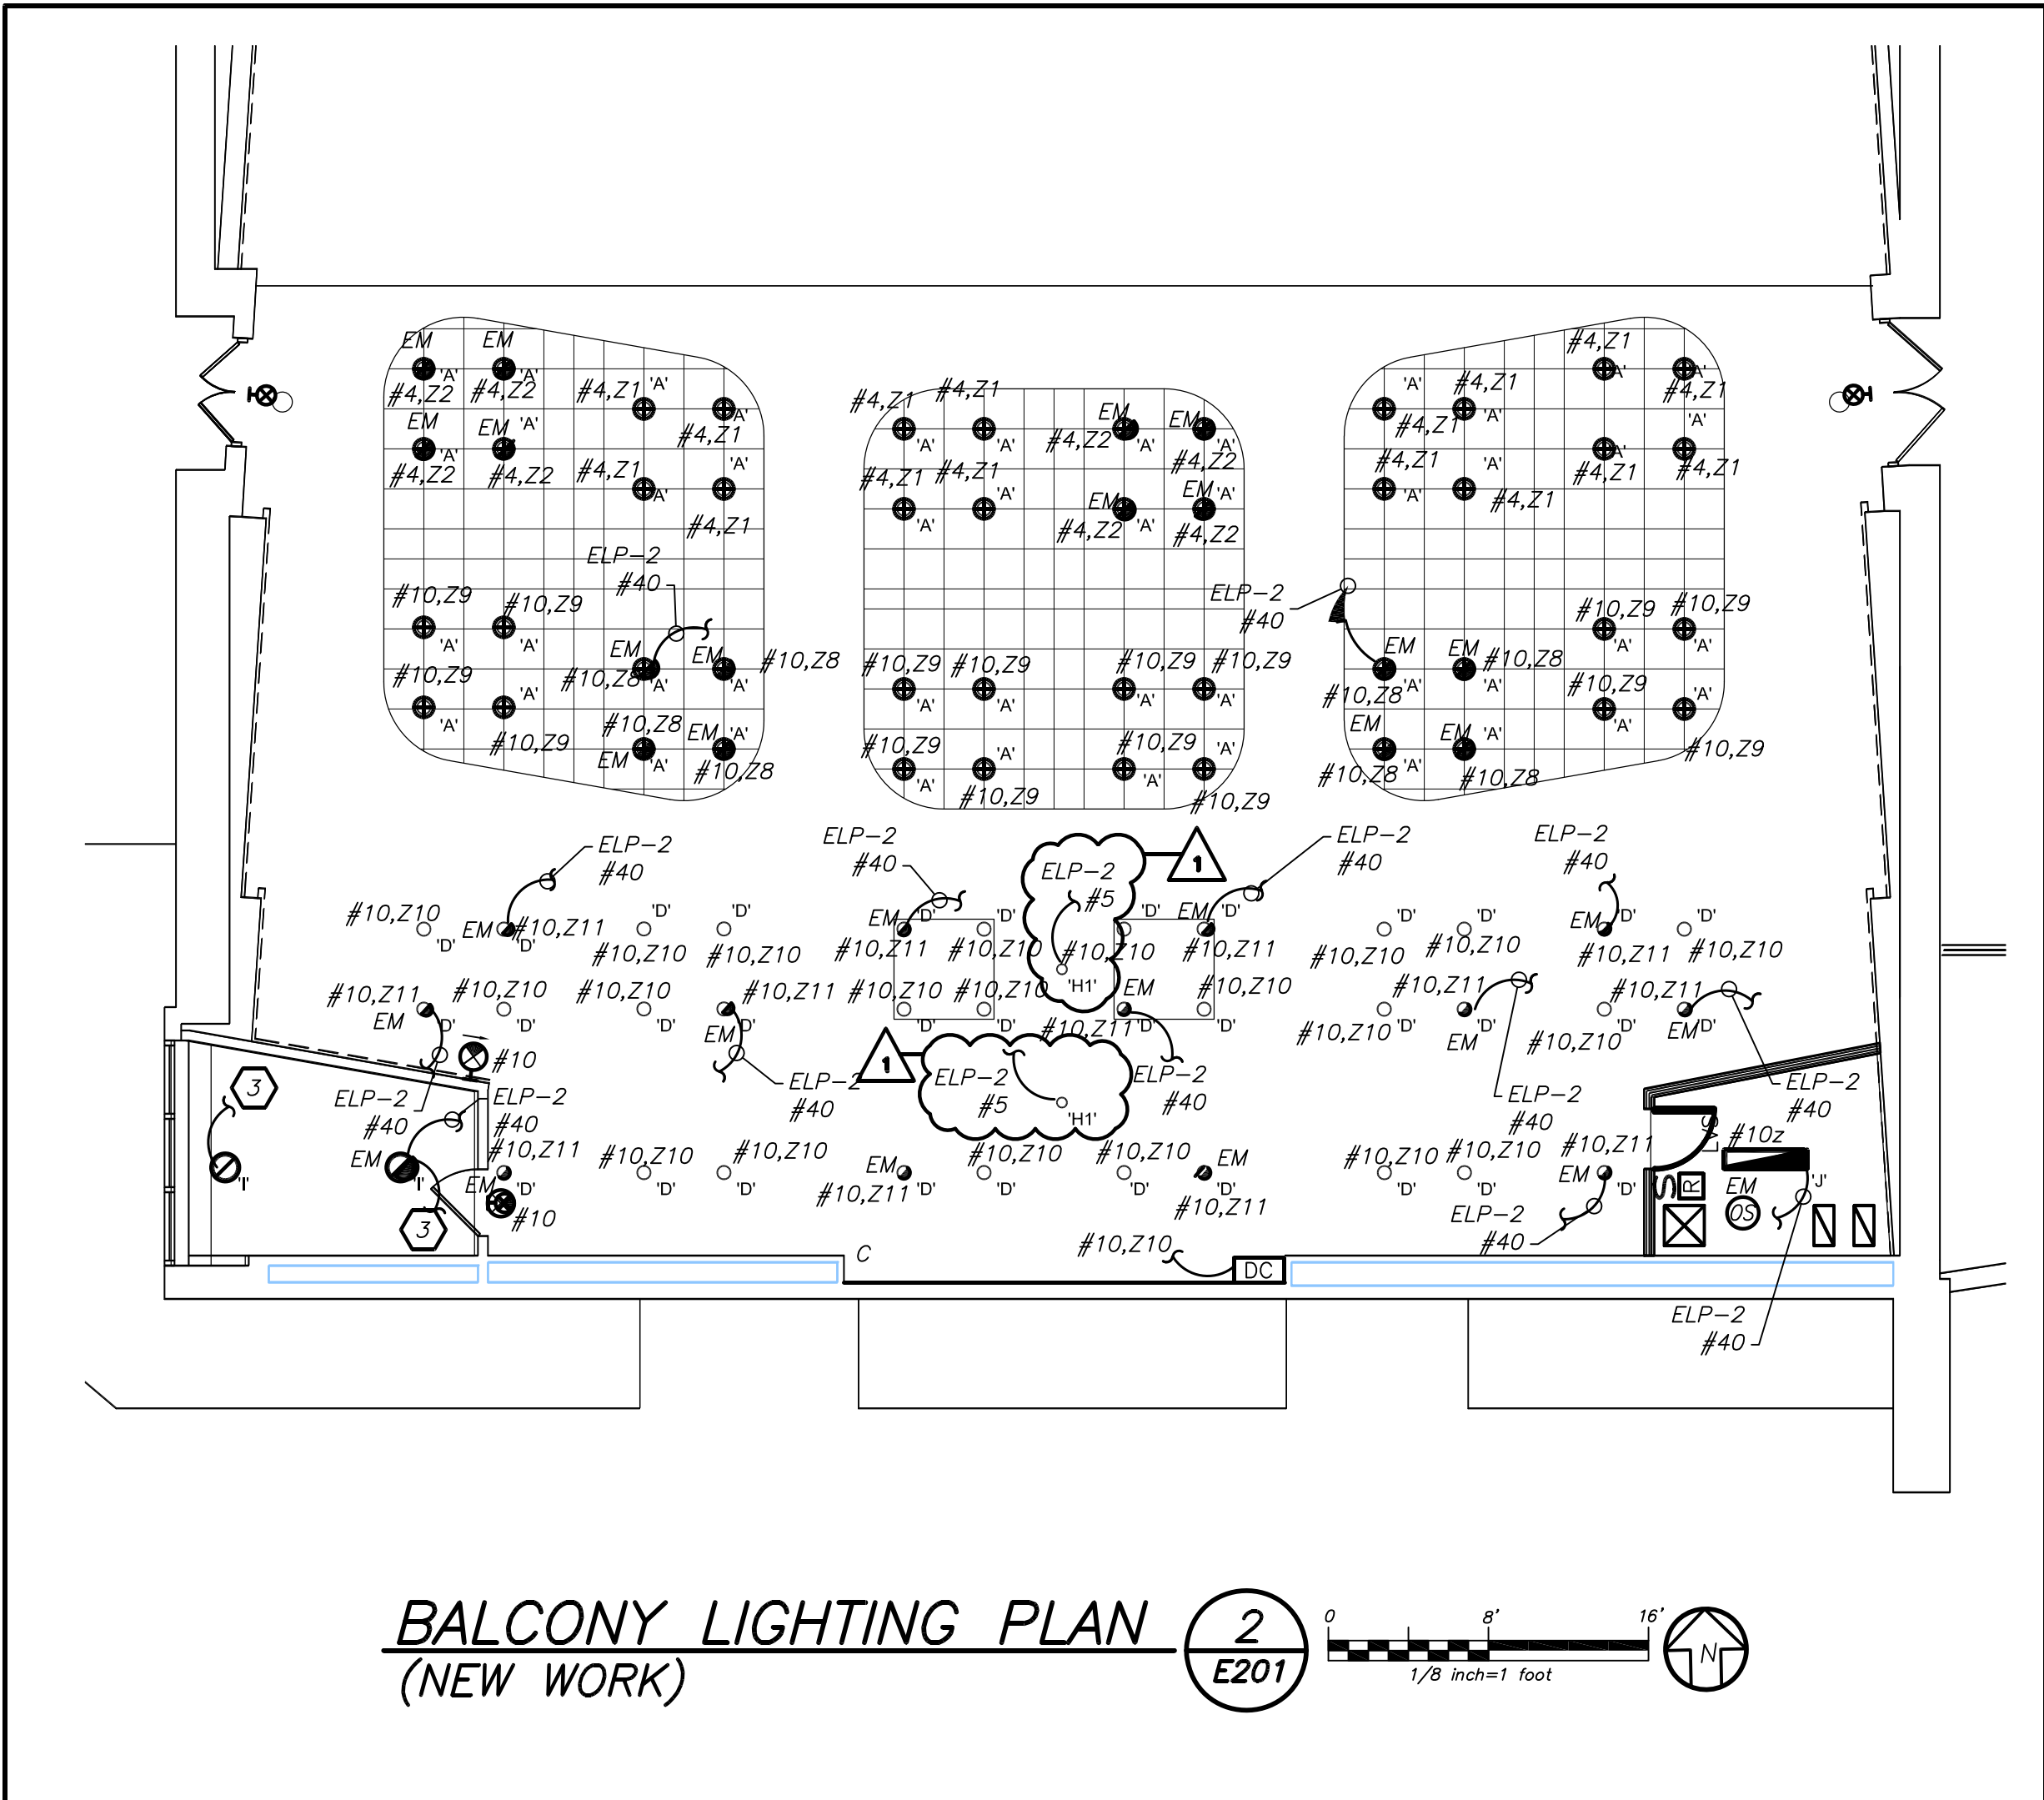 EM
EM
#4,Z1
'A'
'A'
#4,Z2
#4,Z2
#4,Z1
'A'
'A'
#4,Z1
EM
EM
'A'
'A'
#4,Z2
#4,Z2
#4,Z1
'A'
'A'
#4,Z1
#4,Z1
#4,Z1
EM
EM
'A'
'A'
#4,Z2
'A'
'A'
#4,Z2
#4,Z1
#4,Z1
EM
EM
'A'
'A'
#4,Z2
'A'
'A'
#4,Z2
#4,Z1
'A'
'A'
#4,Z1
'A'
#4,Z1
'A'
#4,Z1
'A'
'A'
#4,Z1
#4,Z1
#4,Z1
'A'
'A'
#4,Z1
ELP-2
#40
ELP-2
#40
#10,Z9
#10,Z9
'A'
'A'
EM
EM
#10,Z8
#10,Z8
'A'
'A'
#10,Z9
'A'
'A'
#10,Z9
#10,Z8
EM
'A'
EM
'A'
#10,Z8
#10,Z9
#10,Z9
#10,Z9
#10,Z9
'A'
'A'
'A'
'A'
#10,Z9
'A'
#10,Z9
'A'
'A'
#10,Z9
'A'
#10,Z9
#10,Z9
#10,Z9
'A'
'A'
EM
EM
#10,Z8
#10,Z8
'A'
'A'
#10,Z9
'A'
'A'
EM
EM
'A'
'A'
#10,Z8
#10,Z8
#10,Z9
ELP-2
#40
ELP-2
#40
ELP-2
#5
1
ELP-2
#40
ELP-2
#40
#10,Z10
'D'
EM
#10,Z11
'D'
'D'
'D'
#10,Z10
#10,Z10
EM
'D'
'D'
#10,Z11
#10,Z10
'D'
EM
'D'
#10,Z10
#10,Z11
'D'
'D'
#10,Z10
#10,Z10
EM
'D'
'D'
#10,Z11
#10,Z10
#10,Z11
#10,Z10
#10,Z10
#10,Z11
#10,Z10
#10,Z10
'H1'
EM
#10,Z10
#10,Z11
#10,Z11
EM
'D'
'D'
'D'
EM
'D'
'D'
'D'
#10,Z11
'D'
'D'
#10,Z10
'D'
EM
'D'
#10,Z10
'D'
EM
'D'
#10
3
1
ELP-2
#5
'H1'
ELP-2
#40
ELP-2
#40
ELP-2
#40
ELP-2
#40
ELP-2
#40
ELP-2
#40
LVS
#10z
EM
'I'
'I'
3
#10,Z11
EM
'D'
#10
#10,Z10
'D'
#10,Z10
'D'
EM
#10,Z11
'D'
#10,Z10
'D'
#10,Z10
'D'
EM
'D'
#10,Z11
#10,Z10
'D'
#10,Z10
'D'
#10,Z11
EM
'D'
S
R
EM
OS
'J'
ELP-2
#40
C
#10,Z10
DC
ELP-2
#40
BALCONY LIGHTING PLAN
(NEW WORK)
2
E201
0
8'
16'
1/8 inch=1 foot
N